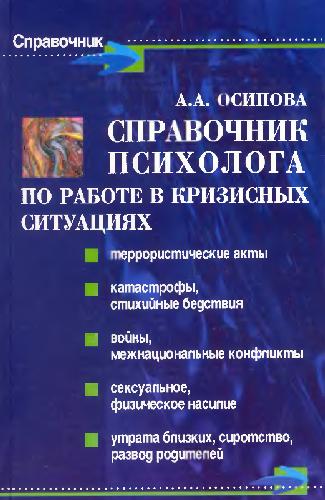 Справочник
А.А. ОСИПОВА
СПРАВОЧНИК
ПСИХОЛОГА
ПО РАБОТЕ В КРИЗИСНЫХ
СИТУАЦИЯХ
террористические акты
катастрофы,
стихийные бедствия
войны,
межнациональные конфликты
сексуальное,
физическое насилие
утрата близких, сиротство,
развод родителей